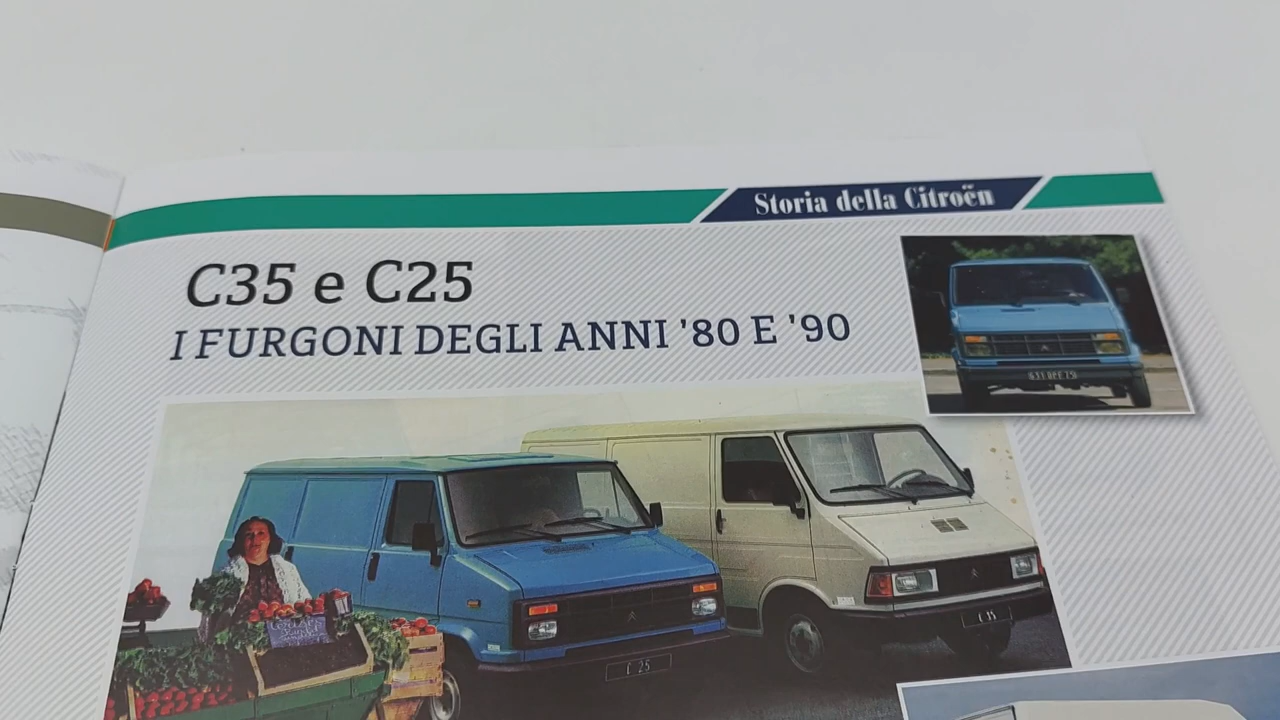 Storia della Citroën
C35 e C25
I FURGONI DEGLI ANNI '80 E '90
C 25
C 35